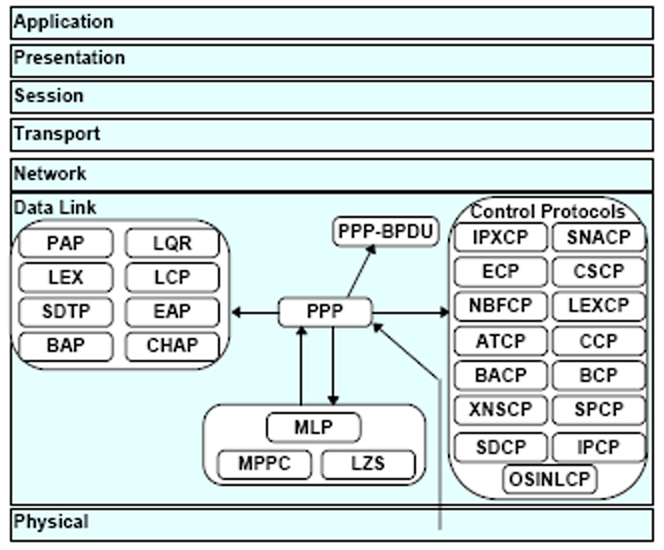 Application
Presentation
Session
Transport
Network
Data Link
PAP LQR
LEX LCP
SDTP EAP
BAP CHAP
PPP-BPDU
PPP
MLP
MPPC LZS
Control Protocols
IPXCP SNACP
ECP CSCP
NBFCP LEXCP
ATCP CCP
BACP BCP
XNSCP SPCP
SDCP IPCP
OSINLCP
Physical